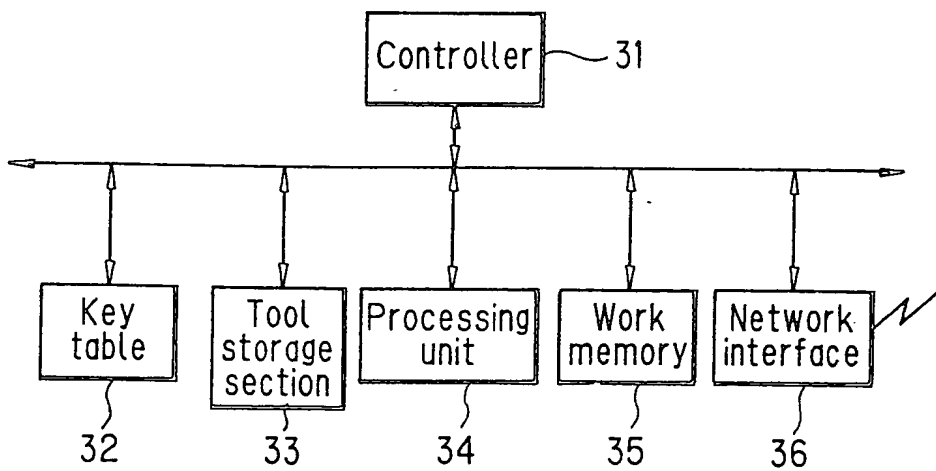 Controller
31
Key
table
Tool
storage
section
Processing
unit
Work
memory
Network
interface
32
33
34
35
36